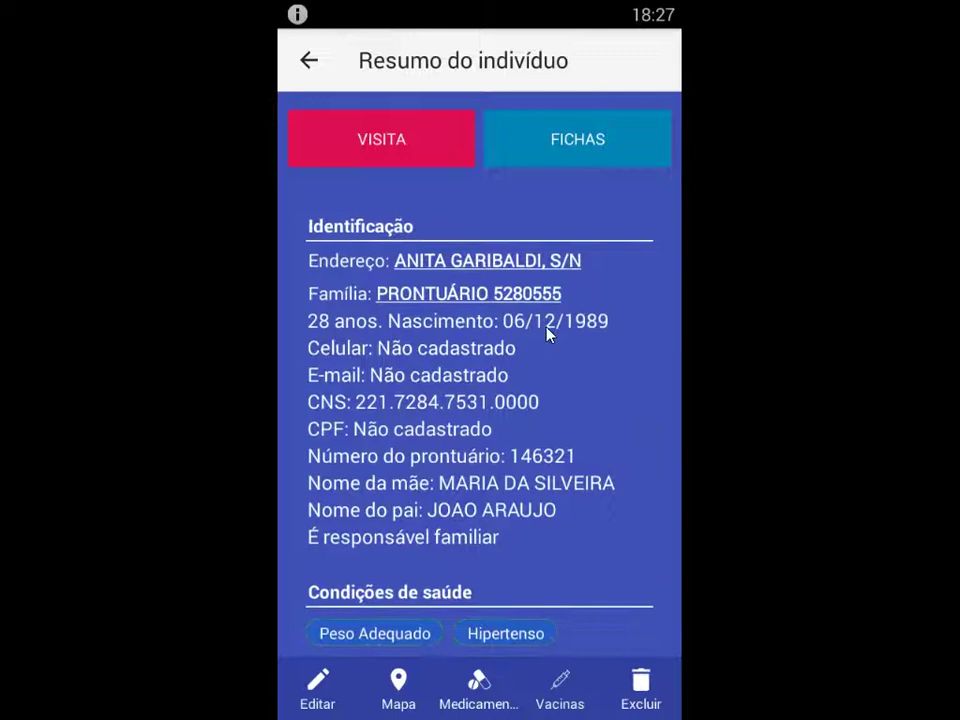 18:27
Resumo do indivíduo
VISITA
FICHAS
Identificação
Endereço: ANITA GARIBALDI, S/N
Família: PRONTUÁRIO 5280555
28 anos. Nascimento: 06/12/1989
Celular: Não cadastrado
E-mail: Não cadastrado
CNS: 221.7284.7531.0000
CPF: Não cadastrado
Número do prontuário: 146321
Nome da mãe: MARIA DA SILVEIRA
Nome do pai: JOAO ARAUJO
É responsável familiar
Condições de saúde
Peso Adequado
Hipertenso
Editar
Mapa
Medicamen...
Vacinas
Excluir